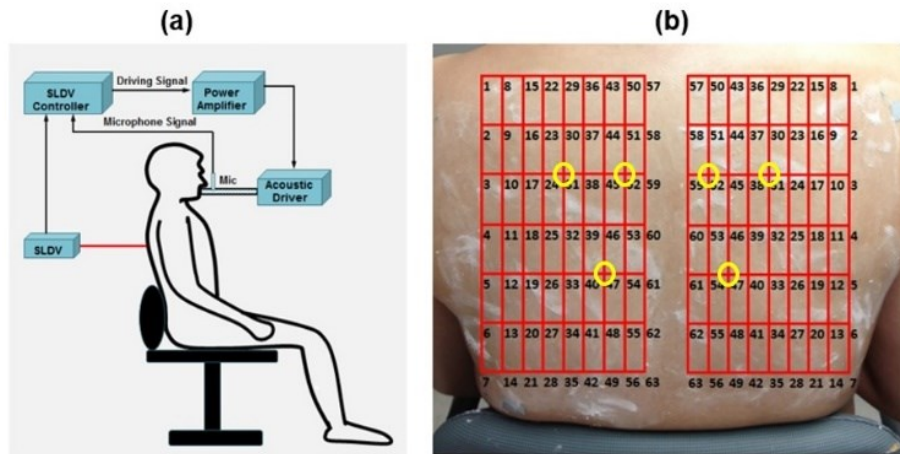 (a)
SLDV
Controller
Driving Signal
Power
Amplifier
Microphone Signal
Mic
Acoustic
Driver
SLDV
(b)
1 8 15 22 29 36 43 50 57 57 50 43 36 29 22 15 8 1
2 9 16 23 30 37 44 51 58 58 51 44 37 30 23 16 9 2
3 10 17 24 31 38 45 52 59 59 52 45 38 31 24 17 10 3
4 11 18 25 32 39 46 53 60 60 53 46 39 32 25 18 11 4
5 12 19 26 33 40 47 54 61 61 54 47 40 33 26 19 12 5
6 13 20 27 34 41 48 55 62 62 55 48 41 34 27 20 13 6
7 14 21 28 35 42 49 56 63 63 56 49 42 35 28 21 14 7